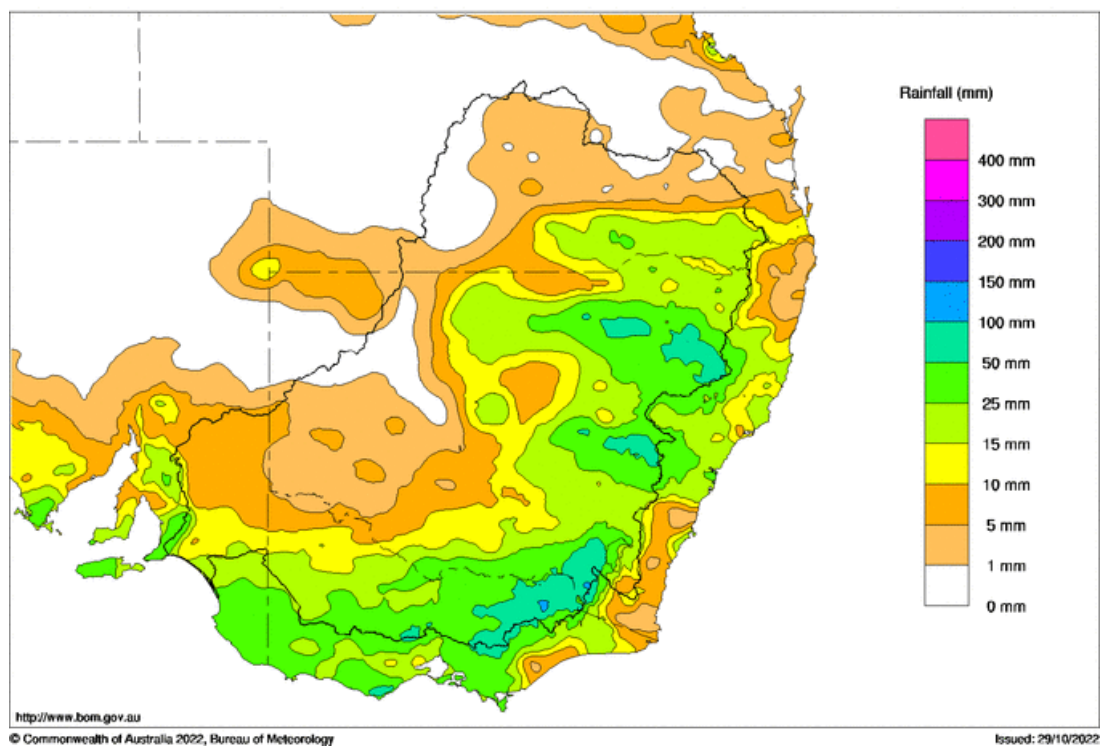 Rainfall (mm)
400 mm
300 mm
200 mm
150 mm
100 mm
50 mm
25 mm
15 mm
10 mm
5 mm
1 mm
0 mm
http://www.bom.gov.au
© Commonwealth of Australia 2022, Bureau of Meteorology
Issued: 29/10/2022